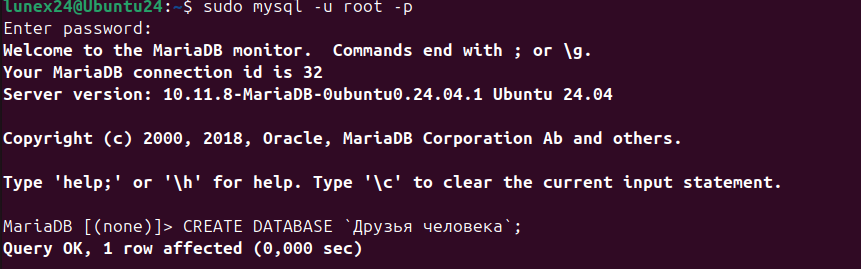 lunex24@Ubuntu24:~$ sudo mysql -u root -p
Enter password:
Welcome to the MariaDB monitor.  Commands end with ; or \g.
Your MariaDB connection id is 32
Server version: 10.11.8-MariaDB-0ubuntu0.24.04.1 Ubuntu 24.04
Copyright (c) 2000, 2018, Oracle, MariaDB Corporation Ab and others.
Type 'help;' or '\h' for help. Type '\c' to clear the current input statement.
MariaDB [(none)]> CREATE DATABASE `Друзья человека`;
Query OK, 1 row affected (0,000 sec)